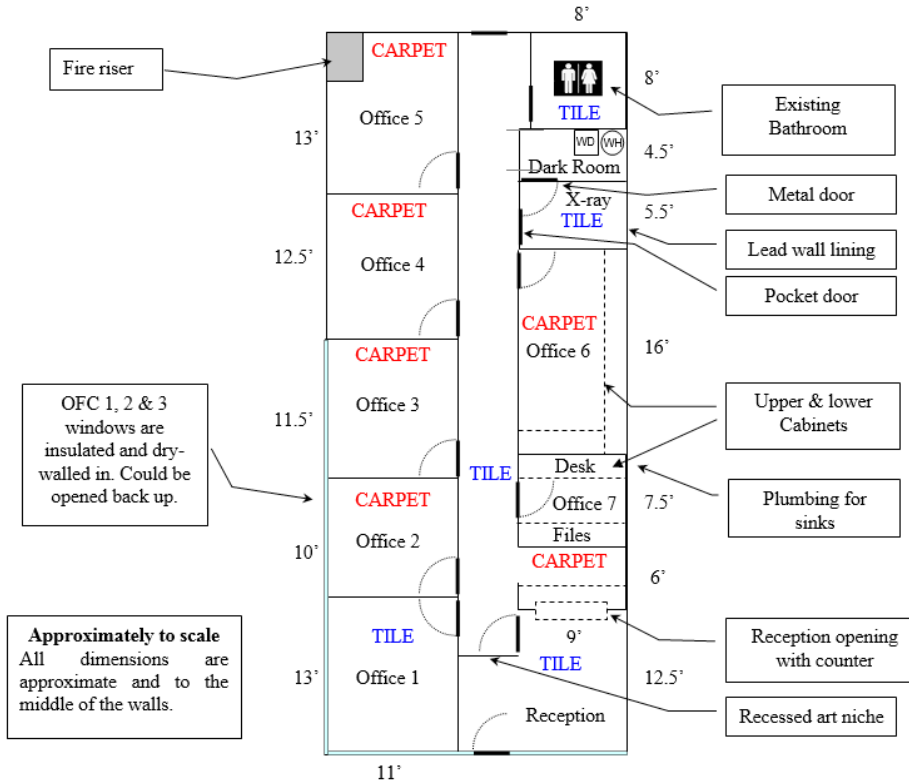 8’
Fire riser
CARPET
Office 5
TILE
8’
Existing
Bathroom
13’
WD
WH
4.5’
Dark Room
Metal door
CARPET
X-ray
TILE
5.5’
Lead wall lining
12.5’
Office 4
Pocket door
CARPET
Office 6
16’
CARPET
Office 3
11.5’
OFC 1, 2 & 3
windows are
insulated and dry-
walled in. Could be
opened back up.
Upper & lower
Cabinets
TILE
Desk
Office 7
Files
7.5’
Plumbing for
sinks
CARPET
Office 2
10’
CARPET
6’
Approximately to scale
All dimensions are
approximate and to the
middle of the walls.
TILE
Office 1
13’
9’
TILE
12.5’
Reception opening
with counter
Reception
Recessed art niche
11’